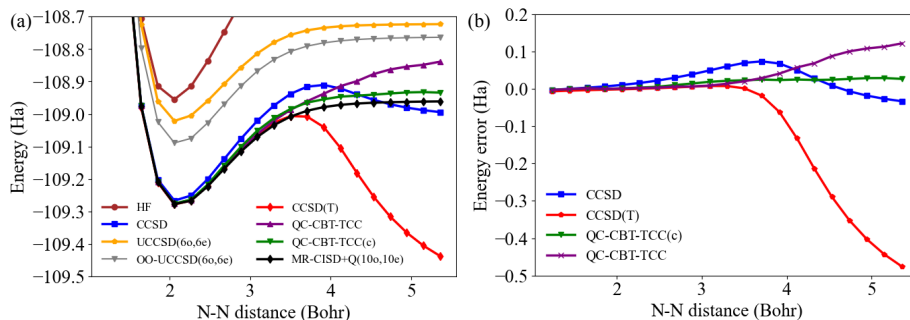 (a)
−108.7
−108.8
−108.9
−109.0
−109.1
−109.2
−109.3
−109.4
−109.5
Energy (Ha)
2
3
4
5
N-N distance (Bohr)
HF
CCSD
UCCSD(6o,6e)
OO-UCCSD(6o,6e)
CCSD(T)
QC-CBT-TCC
QC-CBT-TCC(c)
MR-CISD+Q(10o,10e)
(b)
0.2
0.1
0.0
−0.1
−0.2
−0.3
−0.4
−0.5
Energy error (Ha)
2
3
4
5
N-N distance (Bohr)
CCSD
CCSD(T)
QC-CBT-TCC(c)
QC-CBT-TCC